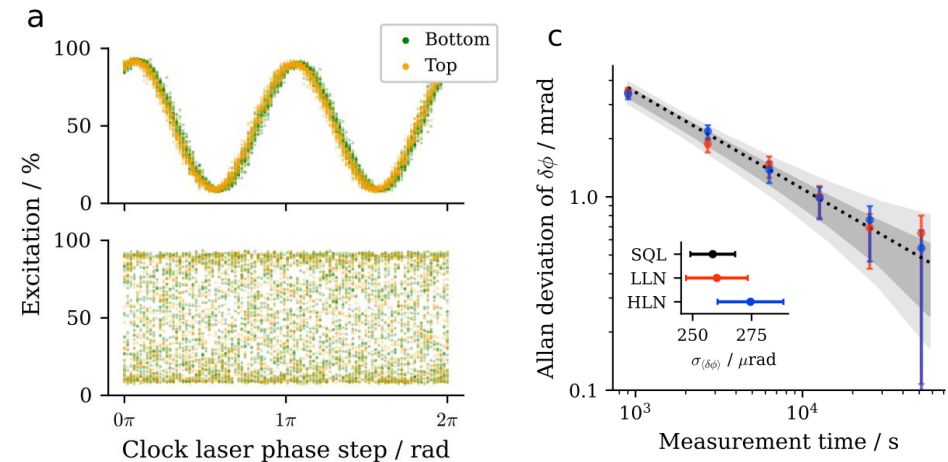 a
100
50
0
Bottom
Top
100
50
0
Excitation / %
0π
1π
2π
Clock laser phase step / rad
c
Allan deviation of δϕ / mrad
1.0
0.1
SQL
LLN
HLN
250
275
σ⟨δϕ⟩ / μrad
10³
10⁴
Measurement time / s